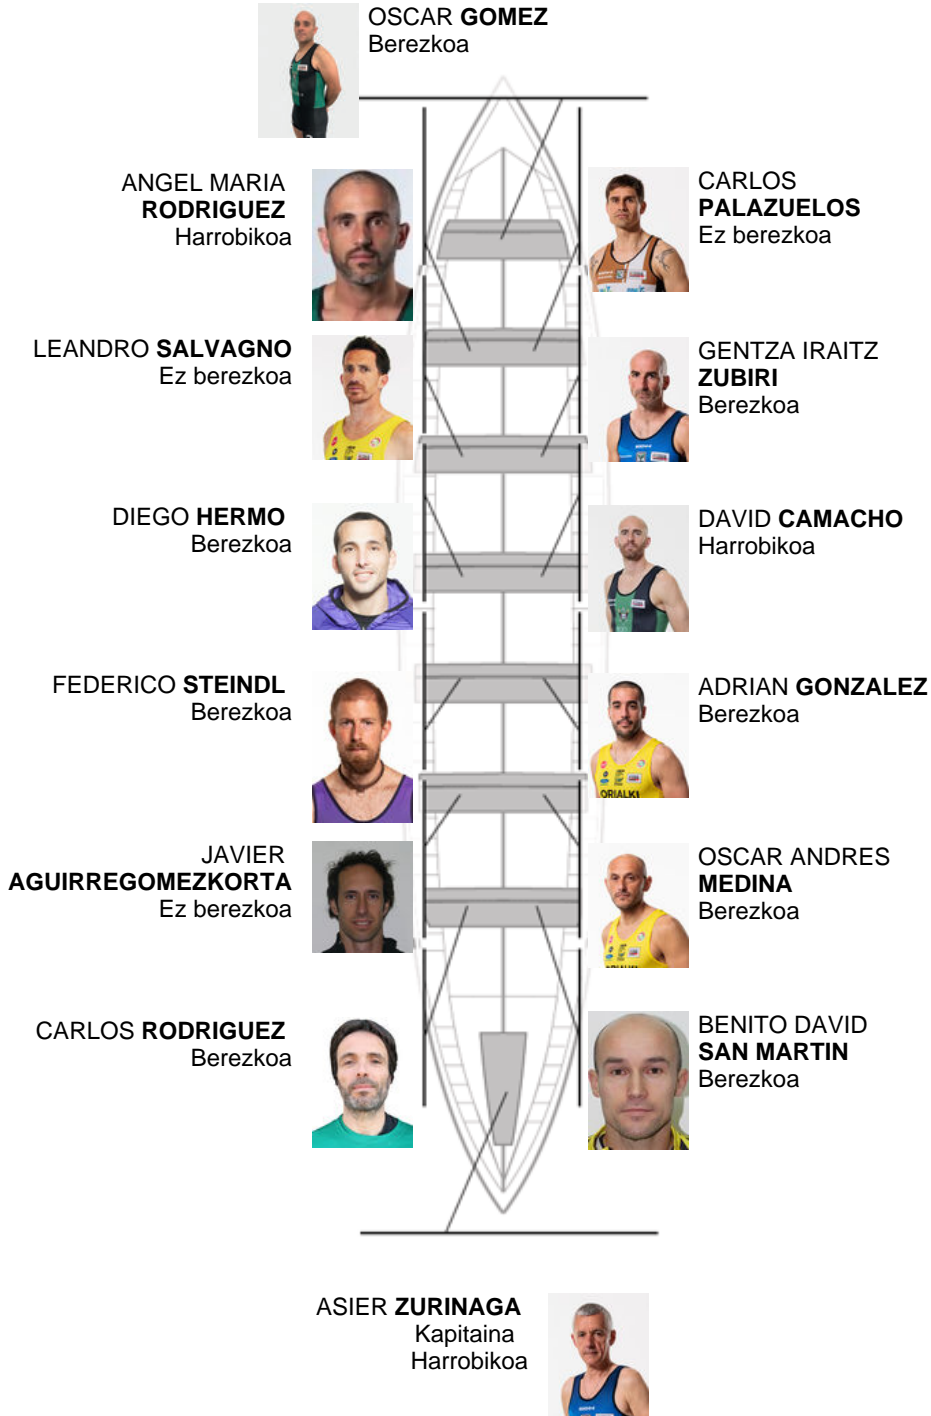 OSCAR GOMEZ
Berezkoa
ANGEL MARIA
RODRIGUEZ
Harrobikoa
CARLOS
PALAZUELOS
Ez berezkoa
LEANDRO SALVAGNO
Ez berezkoa
GENTZA IRAITZ
ZUBIRI
Berezkoa
DIEGO HERMO
Berezkoa
DAVID CAMACHO
Harrobikoa
FEDERICO STEINDL
Berezkoa
ADRIAN GONZALEZ
Berezkoa
JAVIER
AGUIRREGOMEZKORTA
Ez berezkoa
OSCAR ANDRES
MEDINA
Berezkoa
CARLOS RODRIGUEZ
Berezkoa
BENITO DAVID
SAN MARTIN
Berezkoa
ASIER ZURINAGA
Kapitaina
Harrobikoa